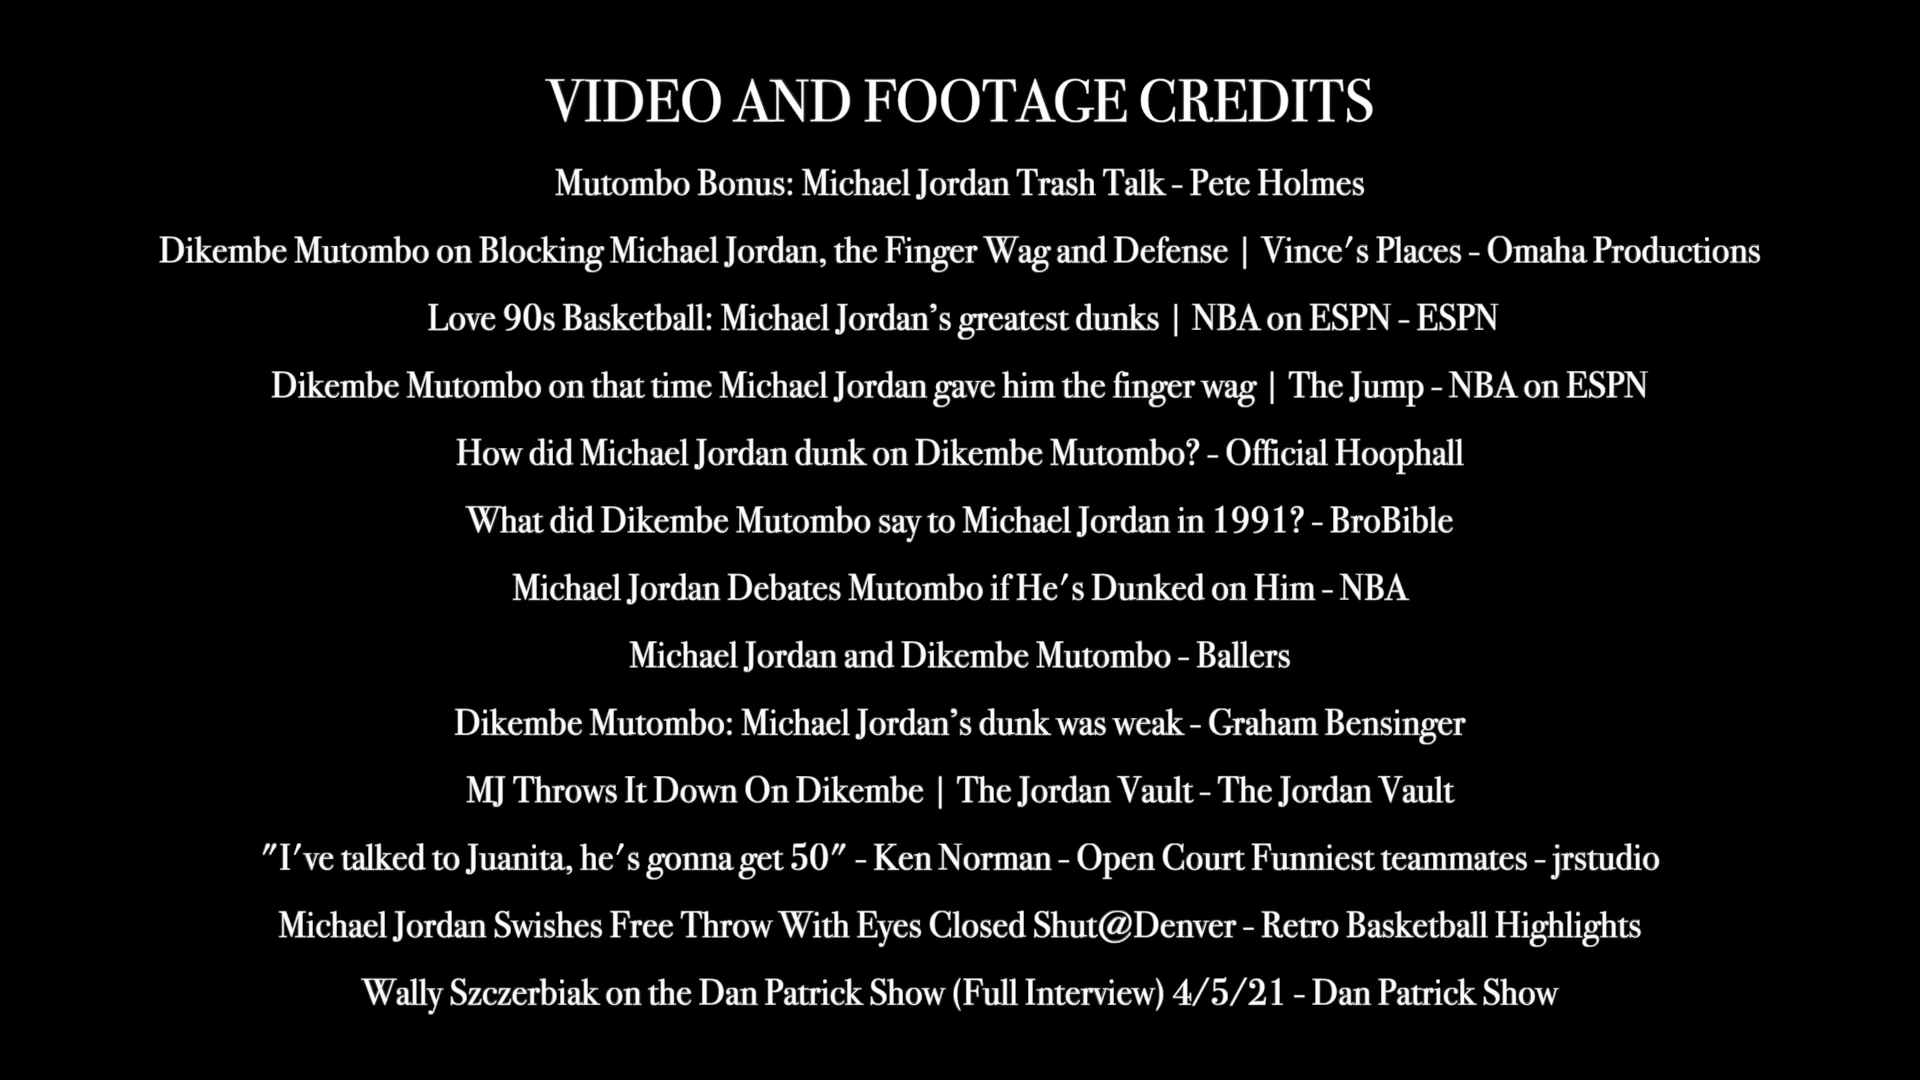 VIDEO AND FOOTAGE CREDITS
Mutombo Bonus: Michael Jordan Trash Talk - Pete Holmes
Dikembe Mutombo on Blocking Michael Jordan, the Finger Wag and Defense | Vince's Places - Omaha Productions
Love 90s Basketball: Michael Jordan’s greatest dunks | NBA on ESPN - ESPN
Dikembe Mutombo on that time Michael Jordan gave him the finger wag | The Jump - NBA on ESPN
How did Michael Jordan dunk on Dikembe Mutombo? - Official Hoophall
What did Dikembe Mutombo say to Michael Jordan in 1991? - BroBible
Michael Jordan Debates Mutombo if He's Dunked on Him - NBA
Michael Jordan and Dikembe Mutombo - Ballers
Dikembe Mutombo: Michael Jordan’s dunk was weak - Graham Bensinger
MJ Throws It Down On Dikembe | The Jordan Vault - The Jordan Vault
"I've talked to Juanita, he's gonna get 50" - Ken Norman - Open Court Funniest teammates - jrstudio
Michael Jordan Swishes Free Throw With Eyes Closed Shut@Denver - Retro Basketball Highlights
Wally Szczerbiak on the Dan Patrick Show (Full Interview) 4/5/21 - Dan Patrick Show